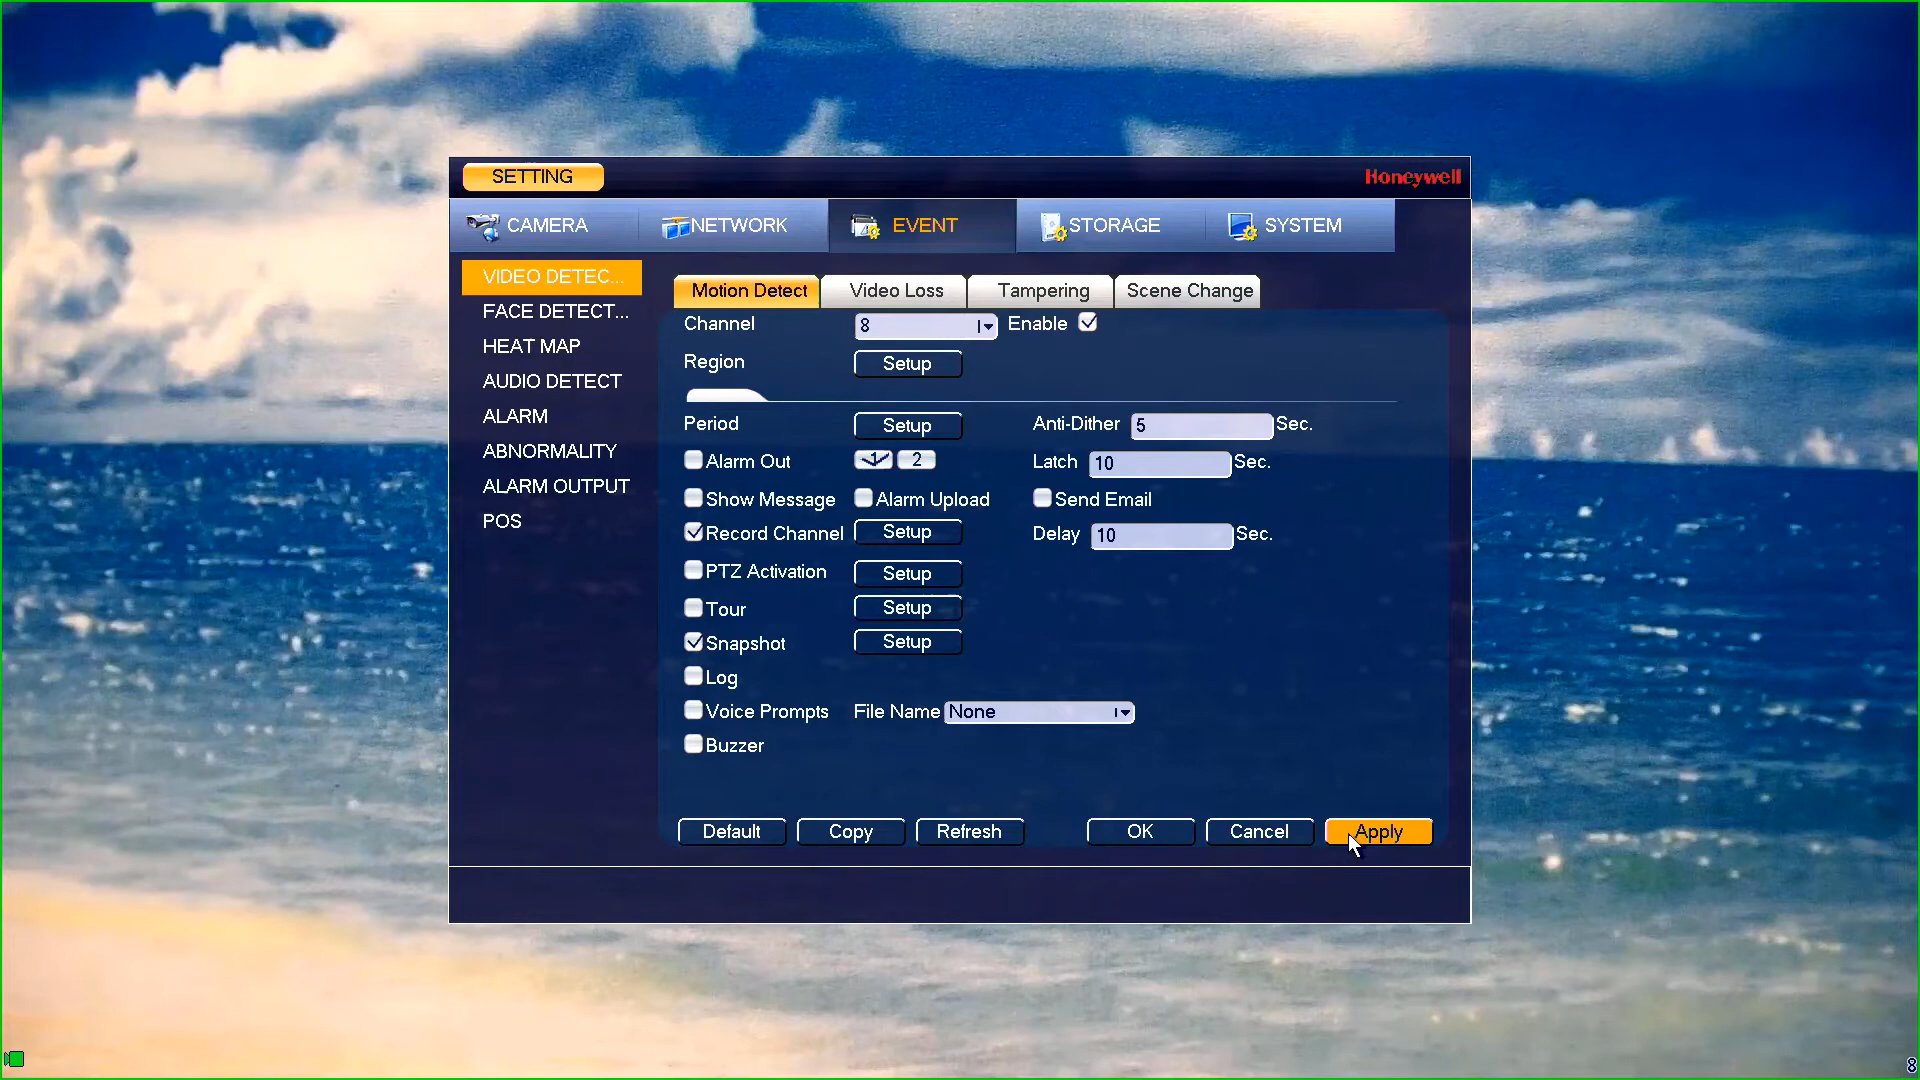 SETTING
Honeywell
CAMERA NETWORK EVENT STORAGE SYSTEM
VIDEO DETEC...
FACE DETECT...
HEAT MAP
AUDIO DETECT
ALARM
ABNORMALITY
ALARM OUTPUT
POS
Motion Detect Video Loss Tampering Scene Change
Channel 8 Enable
Region Setup
Period Setup Anti-Dither 5 Sec.
Alarm Out 1 2 Latch 10 Sec.
Show Message Alarm Upload Send Email
Record Channel Setup Delay 10 Sec.
PTZ Activation Setup
Tour Setup
Snapshot Setup
Log
Voice Prompts File Name None
Buzzer
Default Copy Refresh OK Cancel Apply
8